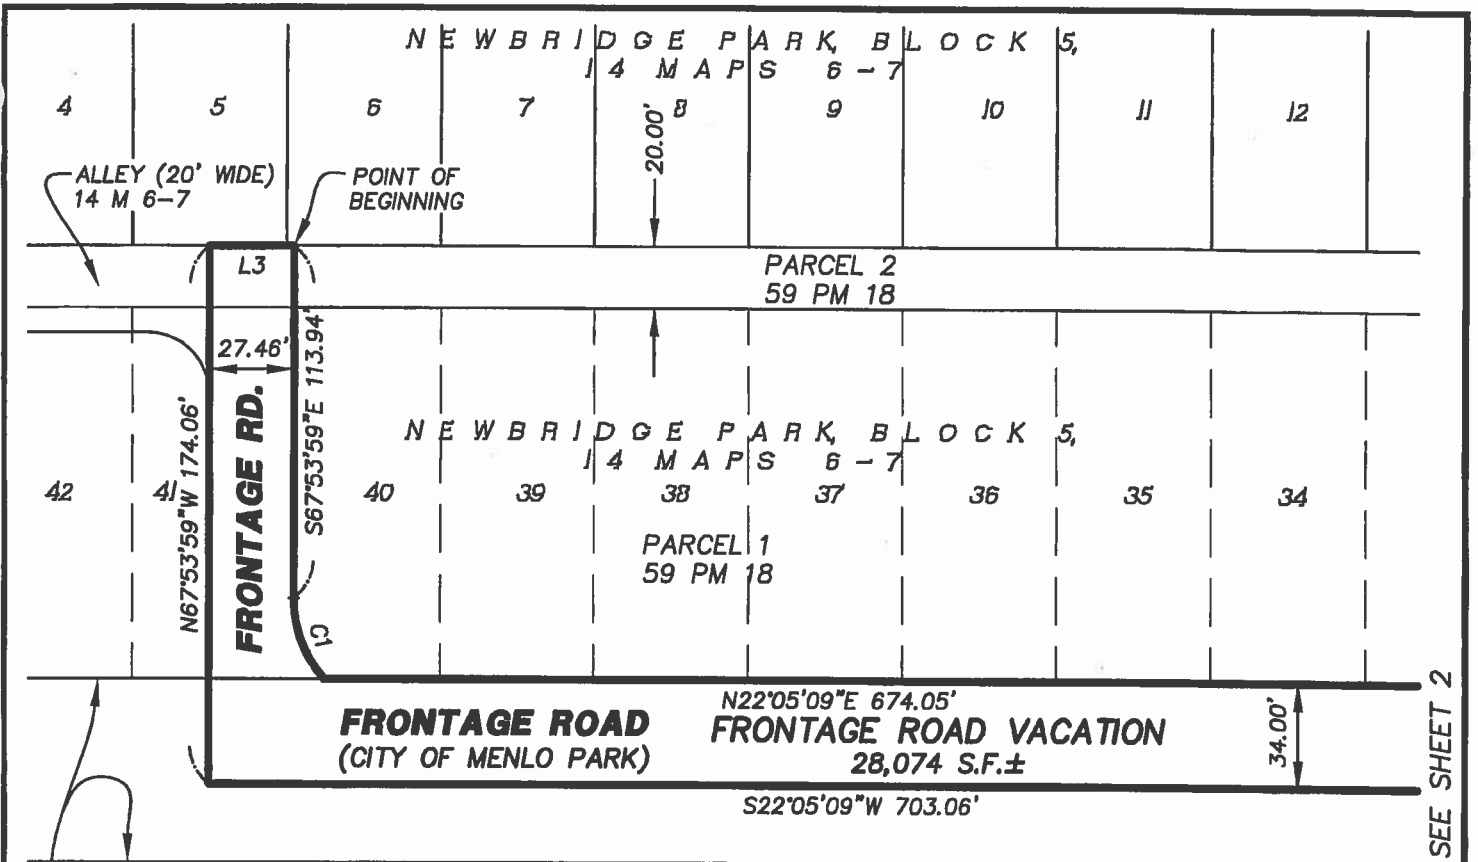 NEWBRIDGE PARK, BLOCK 5,
14 MAPS 6-7
4 5 6 7 8 9 10 11 12
20.00'
ALLEY (20' WIDE)
14 M 6-7
POINT OF
BEGINNING
L3
PARCEL 2
59 PM 18
27.46'
S67°53'59"E 113.94'
N67°53'59"W 174.06'
FRONTAGE RD.
NEWBRIDGE PARK, BLOCK 5,
14 MAPS 6-7
42 41 40 39 38 37 36 35 34
PARCEL 1
59 PM 18
C1
N22°05'09"E 674.05'
FRONTAGE ROAD
(CITY OF MENLO PARK)
FRONTAGE ROAD VACATION
28,074 S.F.±
34.00'
S22°05'09"W 703.06'
SEE SHEET 2